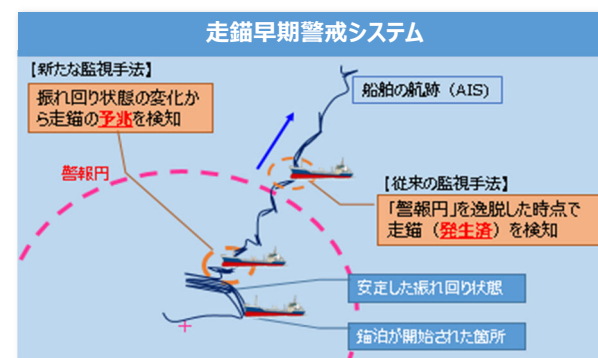 走錨早期警戒システム
【新たな監視手法】
振れ回り状態の変化か
ら走錨の予兆を検知
船舶の航跡（AIS）
警報円
【従来の監視手法】
「警報円」を逸脱した時点で
走錨（発生済）を検知
安定した振れ回り状態
錨泊が開始された箇所